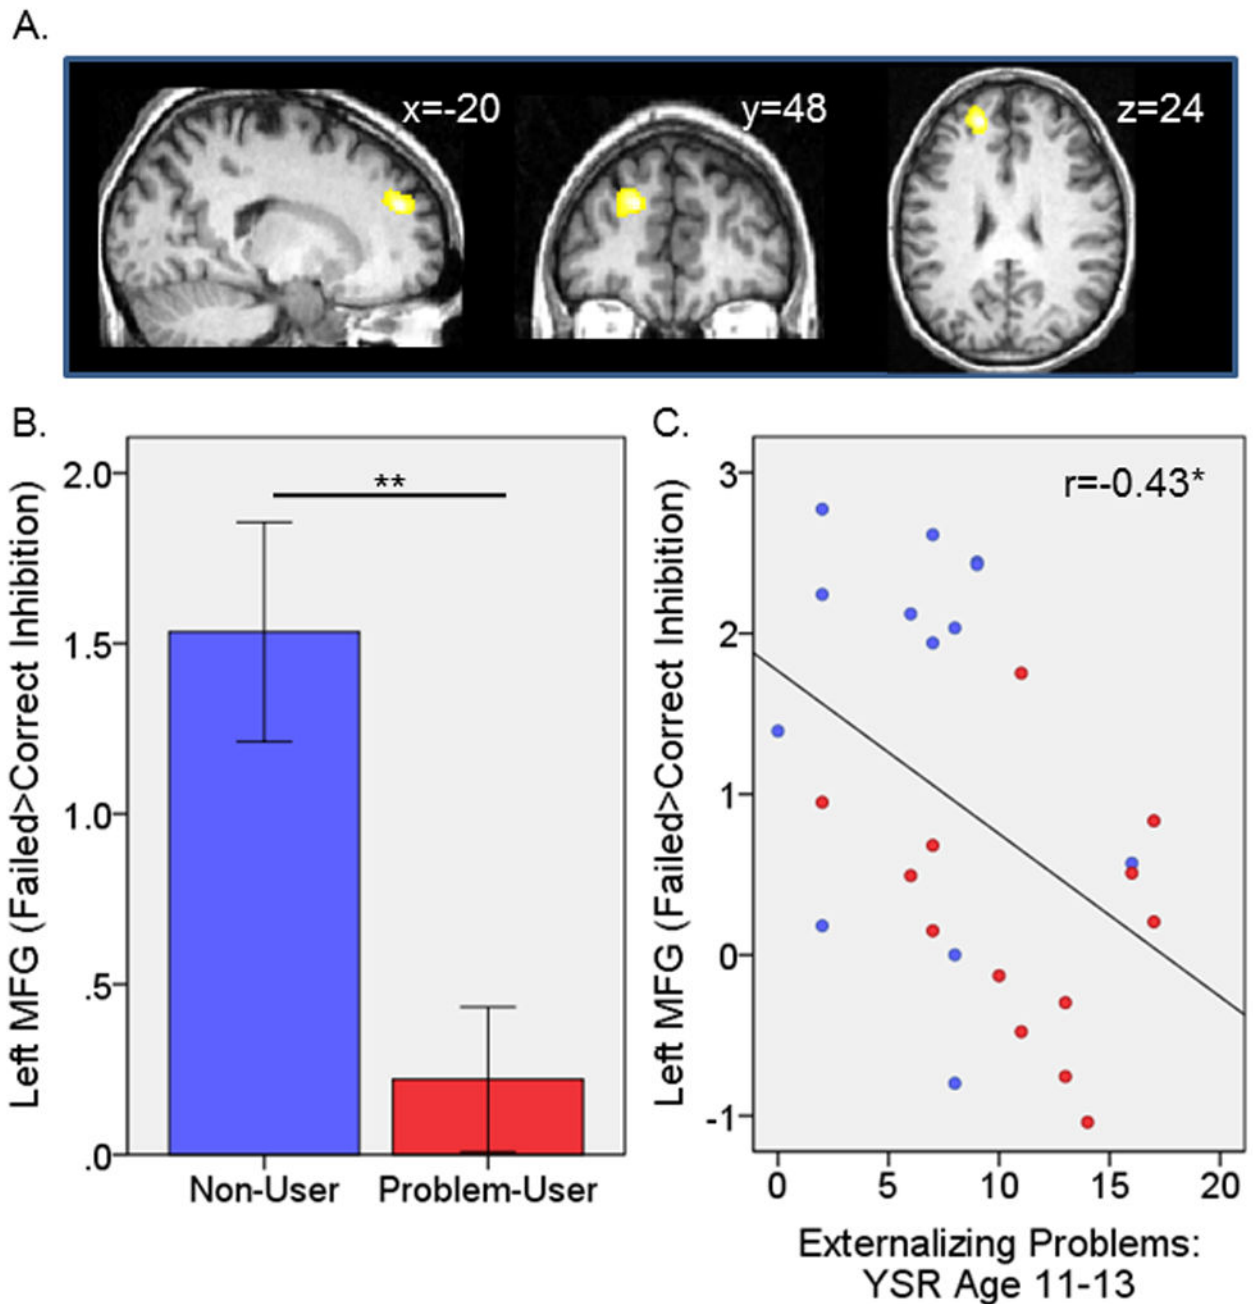 A.
x=-20
y=48
z=24
B.
Left MFG (Failed>Correct Inhibition)
2.0
1.5
1.0
.5
.0
**
Non-User
Problem-User
C.
Left MFG (Failed>Correct Inhibition)
3
2
1
0
-1
r=-0.43*
0
5
10
15
20
Externalizing Problems:
YSR Age 11-13